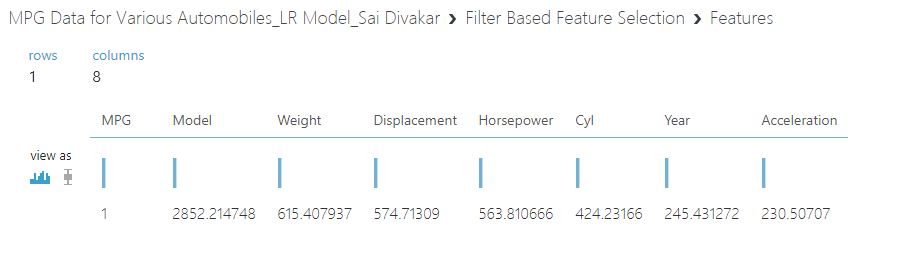 MPG Data for Various Automobiles_LR Model_Sai Divakar › Filter Based Feature Selection › Features
rows columns
1 8
MPG Model Weight Displacement Horsepower Cyl Year Acceleration
view as
1 2852.214748 615.407937 574.71309 563.810666 424.23166 245.431272 230.50707